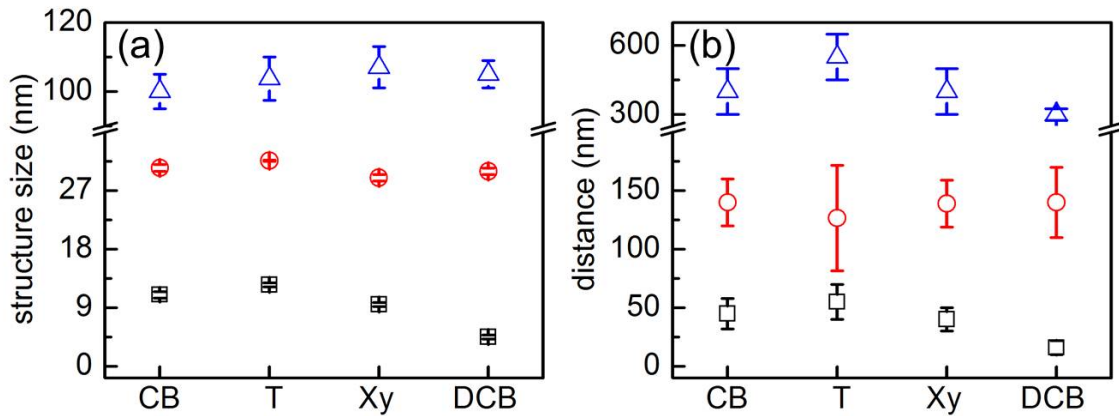 (a)
structure size (nm)
120
100
27
18
9
0
CB T Xy DCB
(b)
distance (nm)
600
300
150
100
50
0
CB T Xy DCB